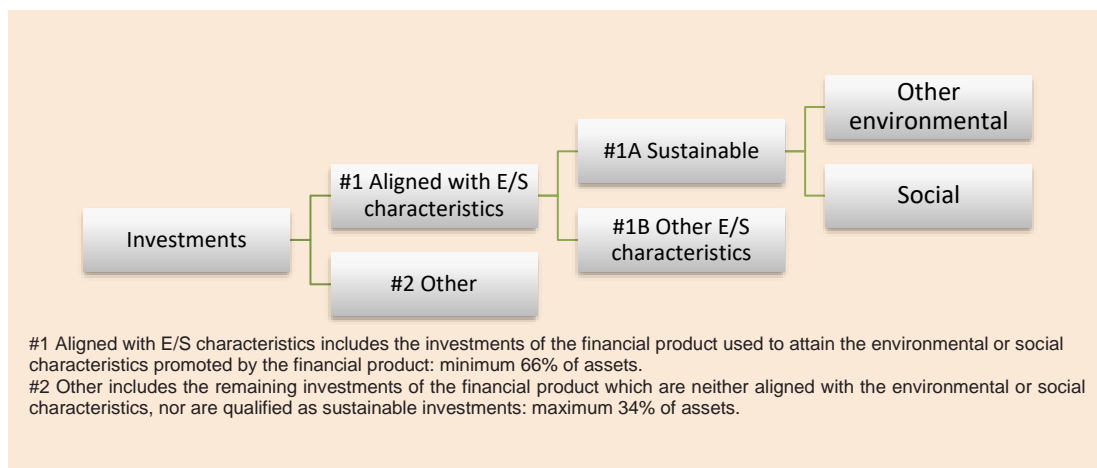 Other
environmental
#1A Sustainable
#1 Aligned with E/S
characteristics
Social
Investments
#1B Other E/S
characteristics
#2 Other
#1 Aligned with E/S characteristics includes the investments of the financial product used to attain the environmental or social
characteristics promoted by the financial product: minimum 66% of assets.
#2 Other includes the remaining investments of the financial product which are neither aligned with the environmental or social
characteristics, nor are qualified as sustainable investments: maximum 34% of assets.